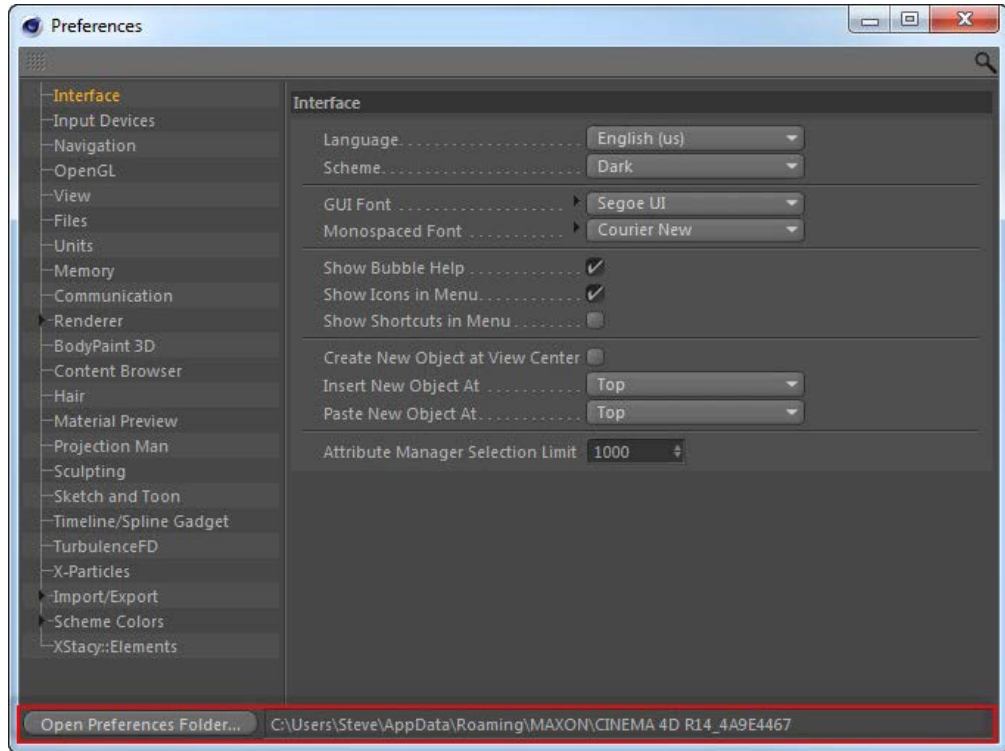 Preferences
Interface
Input Devices
Navigation
OpenGL
View
Files
Units
Memory
Communication
Renderer
BodyPaint 3D
Content Browser
Hair
Material Preview
Projection Man
Sculpting
Sketch and Toon
Timeline/Spline Gadget
TurbulenceFD
X-Particles
Import/Export
Scheme Colors
XStacy::Elements
Interface
Language English (us)
Scheme Dark
GUI Font Segoe UI
Monospaced Font Courier New
Show Bubble Help
Show Icons in Menu
Show Shortcuts in Menu
Create New Object at View Center
Insert New Object At Top
Paste New Object At Top
Attribute Manager Selection Limit 1000
Open Preferences Folder... C:\Users\Steve\AppData\Roaming\MAXON\CINEMA 4D R14_4A9E4467